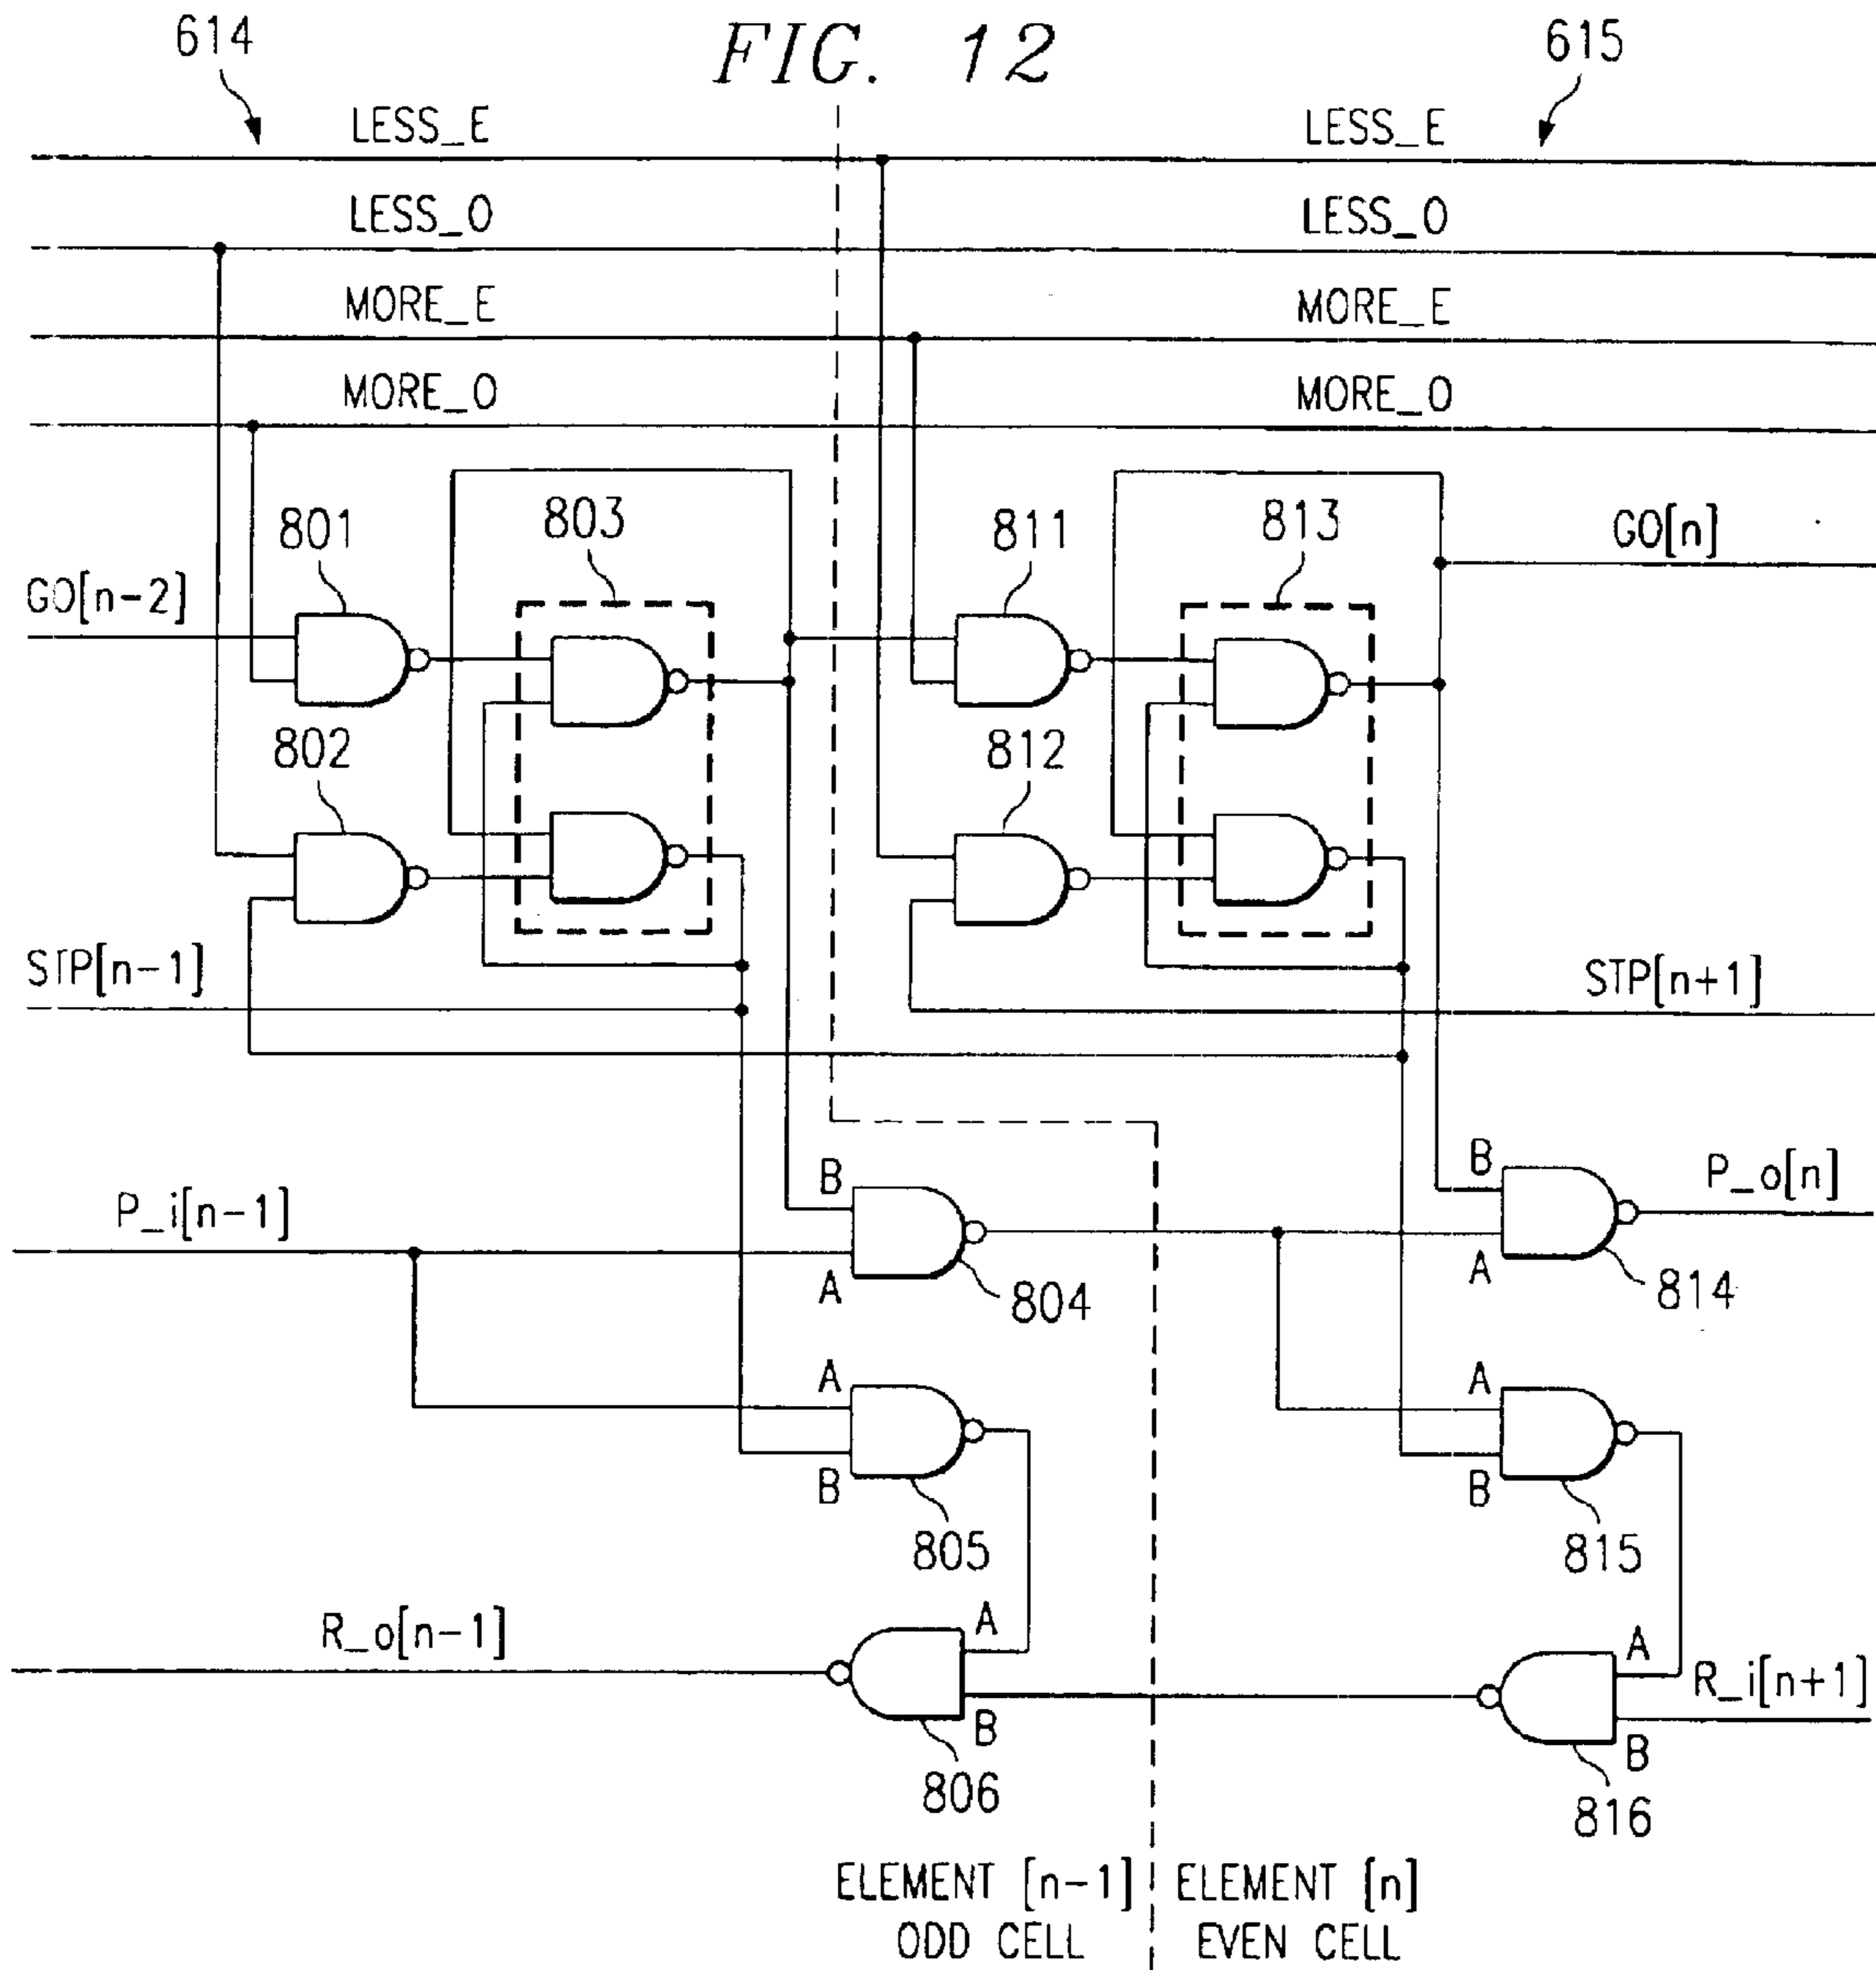 FIG. 12
614
615
LESS_E
LESS_E
LESS_O
LESS_O
MORE_E
MORE_E
MORE_O
MORE_O
801
803
811
813
GO[n]
GO[n-2]
802
812
STP[n-1]
STP[n+1]
B
B
P_o[n]
P_i[n-1]
A
804
A
814
A
A
B
B
805
815
R_o[n-1]
A
A
R_i[n+1]
B
B
806
816
ELEMENT [n-1]
ODD CELL
ELEMENT [n]
EVEN CELL